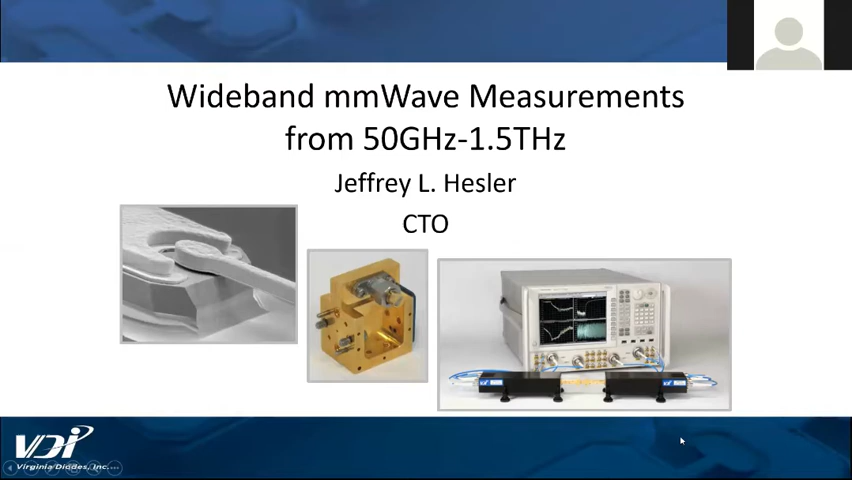 Wideband mmWave Measurements
from 50GHz-1.5THz
Jeffrey L. Hesler
CTO
VDi
Virginia Diodes, Inc.